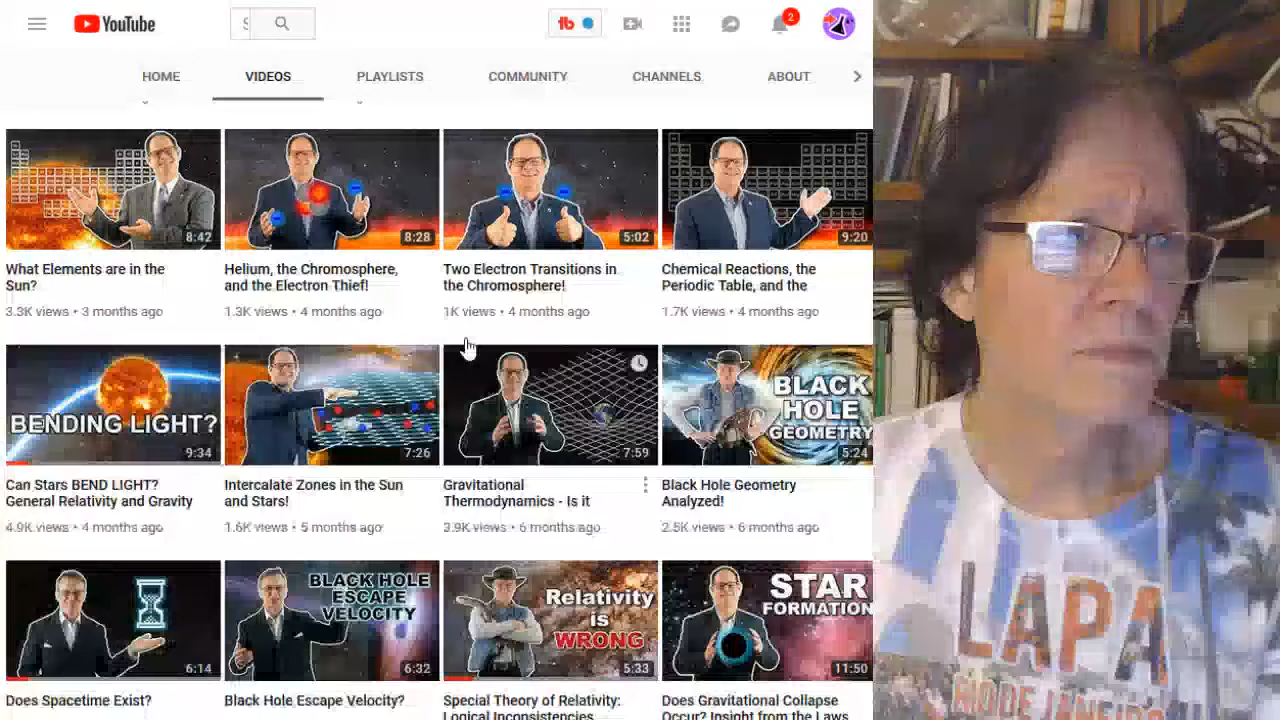 YouTube
2
HOME VIDEOS PLAYLISTS COMMUNITY CHANNELS ABOUT
8:42 8:28 5:02 9:20
What Elements are in the Sun?
3.3K views • 3 months ago
Helium, the Chromosphere, and the Electron Thief!
1.3K views • 4 months ago
Two Electron Transitions in the Chromosphere!
1K views • 4 months ago
Chemical Reactions, the Periodic Table, and the
1.7K views • 4 months ago
BENDING LIGHT?
9:34
7:26
7:59
BLACK
HOLE
GEOMETRY
5:24
Can Stars BEND LIGHT?
General Relativity and Gravity
4.9K views • 4 months ago
Intercalate Zones in the Sun
and Stars!
1.6K views • 5 months ago
Gravitational
Thermodynamics - Is it
3.9K views • 6 months ago
Black Hole Geometry
Analyzed!
2.5K views • 6 months ago
6:14
BLACK HOLE
ESCAPE
VELOCITY
6:32
Relativity
is
WRONG
5:33
STAR
FORMATION
11:50
Does Spacetime Exist?
Black Hole Escape Velocity?
Special Theory of Relativity:
Logical Inconsistencies
Does Gravitational Collapse
Occur? Insight from the Laws
LAPA
RIO DE JANEIRO